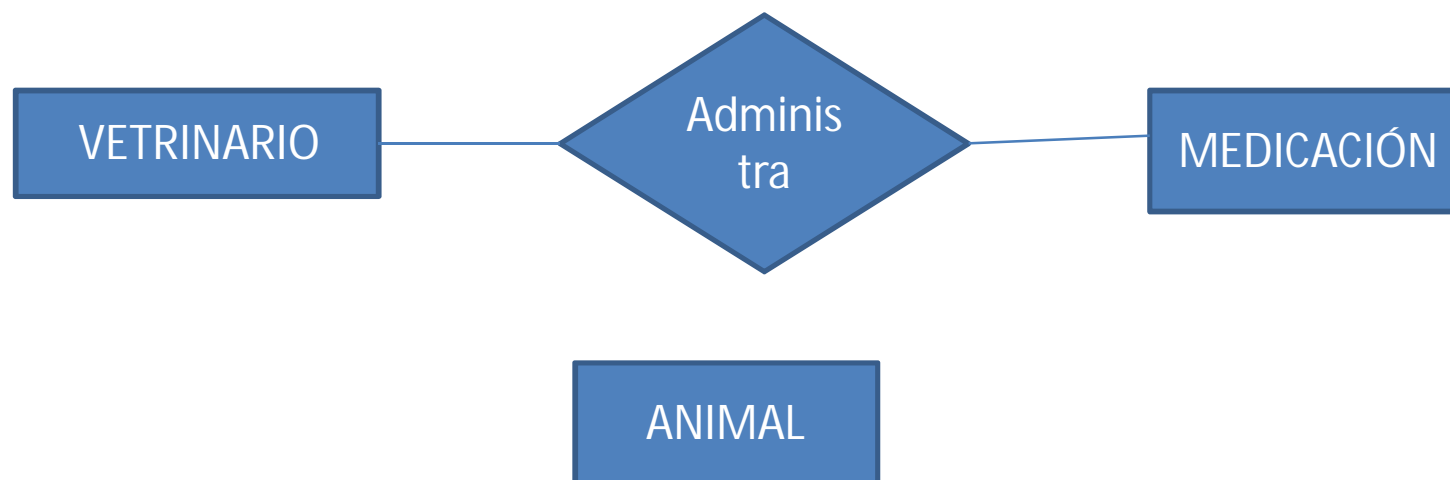 VETRINARIO
Adminis
tra
MEDICACIÓN
ANIMAL